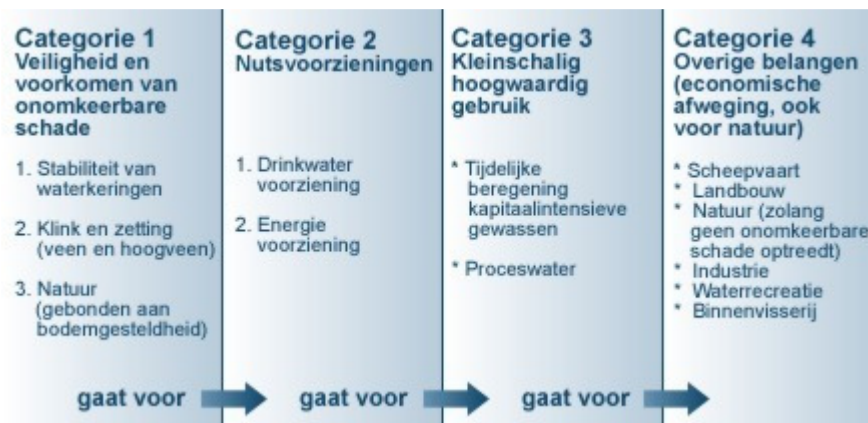 Categorie 1
Veiligheid en
voorkomen van
onomkeerbare
schade
1. Stabiliteit van
waterkeringen
2. Klink en zetting
(veen en hoogveen)
3. Natuur
(gebonden aan
bodemgesteldheid)
gaat voor
Categorie 2
Nutsvoorzieningen
1. Drinkwater
voorziening
2. Energie
voorziening
gaat voor
Categorie 3
Kleinschalig
hoogwaardig
gebruik
* Tijdelijke
beregening
kapitaalintensieve
gewassen
* Proceswater
gaat voor
Categorie 4
Overige belangen
(economische
afweging, ook
voor natuur)
* Scheepvaart
* Landbouw
* Natuur (zolang
geen onomkeerbare
schade optreedt)
* Industrie
* Waterrecreatie
* Binnenvisserij